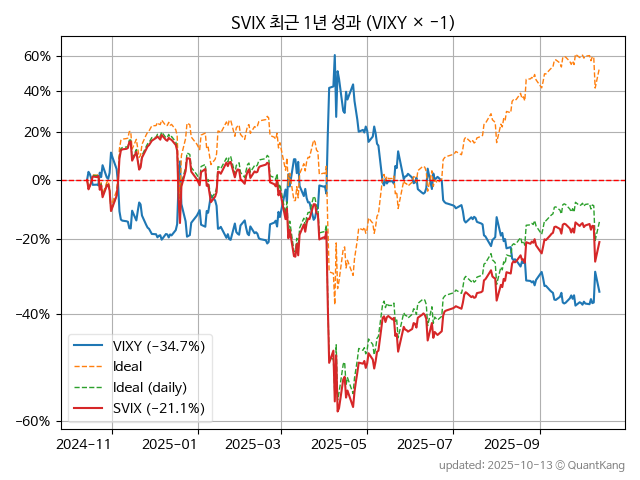 SVIX 최근 1년 성과 (VIXY × −1)
60%
40%
20%
0%
−20%
−40%
−60%
VIXY (−34.7%)
Ideal
Ideal (daily)
SVIX (−21.1%)
2024−11 2025−01 2025−03 2025−05 2025−07 2025−09
updated: 2025-10-13 © QuantKang